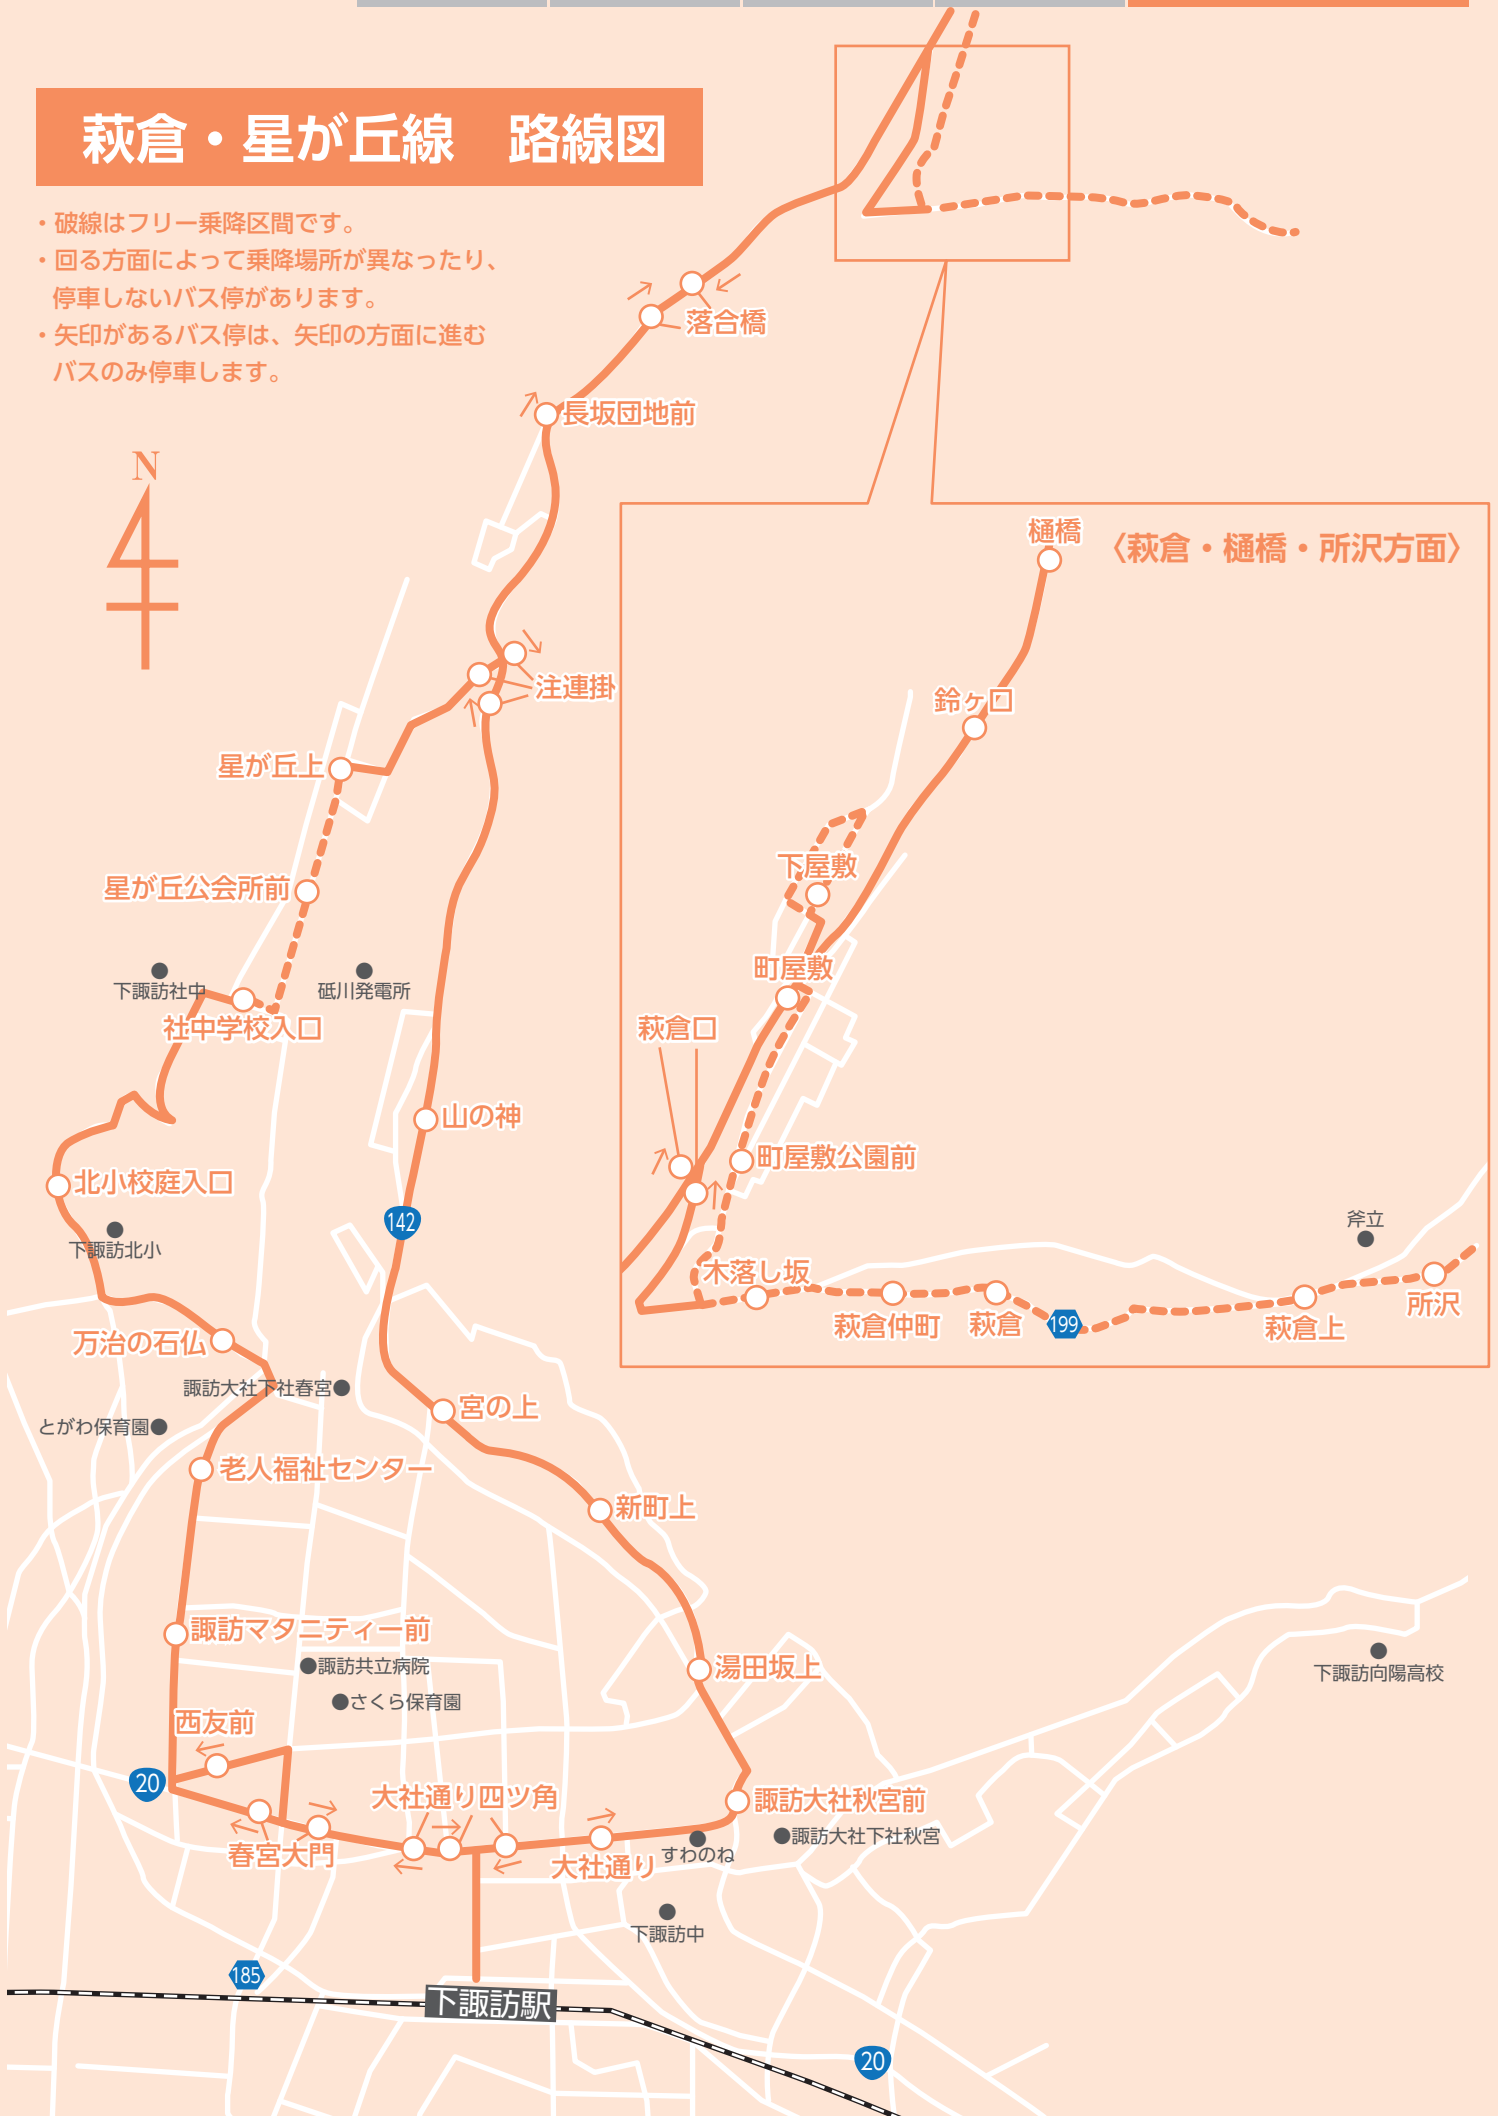 萩倉・星が丘線　路線図
・破線はフリー乗降区間です。
・回る方面によって乗降場所が異なったり、
停車しないバス停があります。
・矢印があるバス停は、矢印の方面に進む
バスのみ停車します。
N
落合橋
長坂団地前
注連掛
星が丘上
星が丘公会所前
下諏訪社中
砥川発電所
社中学校入口
山の神
北小校庭入口
142
下諏訪北小
万治の石仏
諏訪大社下社春宮
とがわ保育園
宮の上
老人福祉センター
新町上
諏訪マタニティー前
諏訪共立病院
さくら保育園
湯田坂上
西友前
20
大社通り四ツ角
諏訪大社秋宮前
諏訪大社下社秋宮
春宮大門
大社通り
すわのね
下諏訪中
下諏訪向陽高校
185
下諏訪駅
20
〈萩倉・樋橋・所沢方面〉
樋橋
鈴ヶ口
下屋敷
町屋敷
萩倉口
町屋敷公園前
木落し坂
萩倉仲町
萩倉
199
萩倉上
斧立
所沢